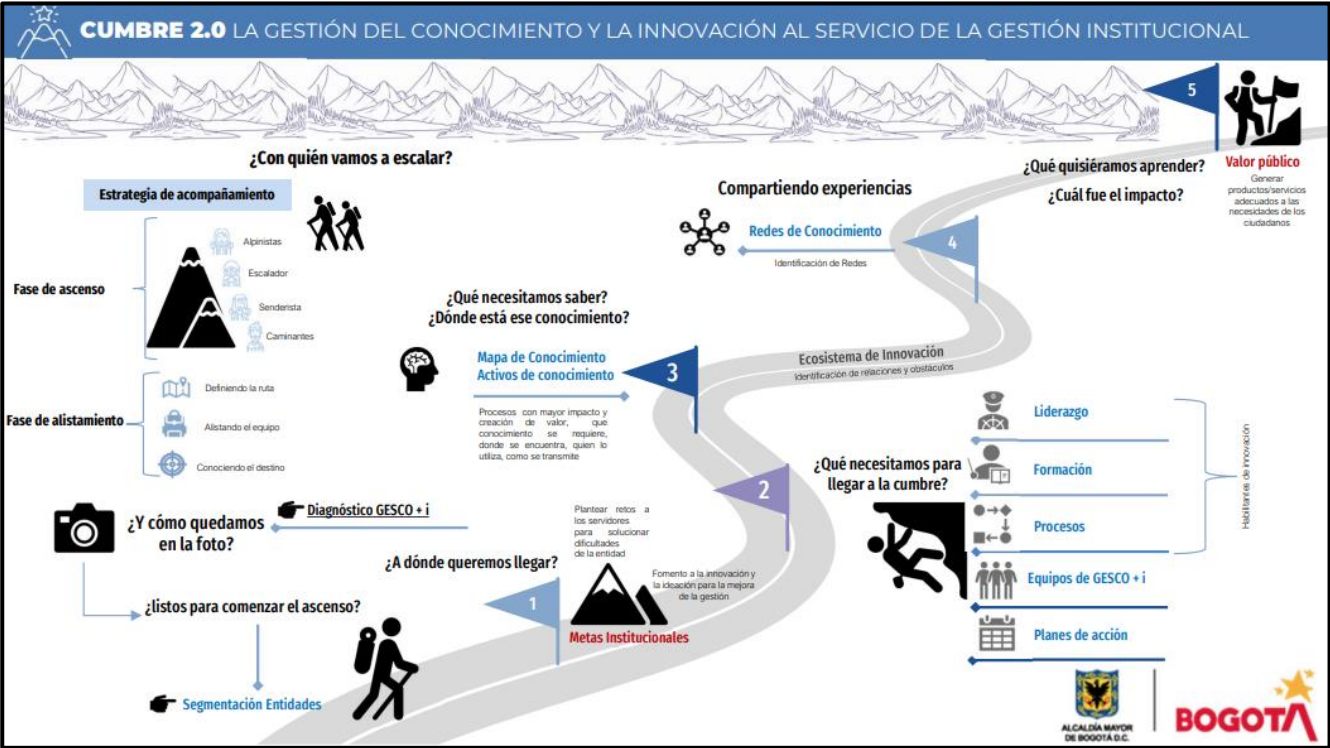 CUMBRE 2.0 LA GESTIÓN DEL CONOCIMIENTO Y LA INNOVACIÓN AL SERVICIO DE LA GESTIÓN INSTITUCIONAL
5
Valor público
Generar
productos/servicios
adecuados a las
necesidades de los
ciudadanos
¿Qué quisiéramos aprender?
¿Cuál fue el impacto?
¿Con quién vamos a escalar?
Estrategia de acompañamiento
Fase de ascenso
Alpinistas
Escalador
Senderista
Caminantes
Fase de alistamiento
Definiendo la ruta
Alistando el equipo
Conociendo el destino
Compartiendo experiencias
Redes de Conocimiento
Identificación de Redes
4
¿Qué necesitamos saber?
¿Dónde está ese conocimiento?
Mapa de Conocimiento
Activos de conocimiento
3
Procesos con mayor impacto y
creación de valor, que
conocimiento se requiere,
donde se encuentra, quien lo
utiliza, como se transmite
Ecosistema de Innovación
Identificación de relaciones y obstáculos
¿Qué necesitamos para
llegar a la cumbre?
Liderazgo
Formación
Procesos
Equipos de GESCO + i
Planes de acción
Habilitantes de innovación
2
¿Y cómo quedamos
en la foto?
Diagnóstico GESCO + i
Plantear retos a
los servidores
para solucionar
dificultades
de la entidad
¿A dónde queremos llegar?
1
Fomento a la innovación y
la ideación para la mejora
de la gestión
Metas Institucionales
¿listos para comenzar el ascenso?
Segmentación Entidades
ALCALDÍA MAYOR
DE BOGOTÁ D.C.
BOGOTÁ